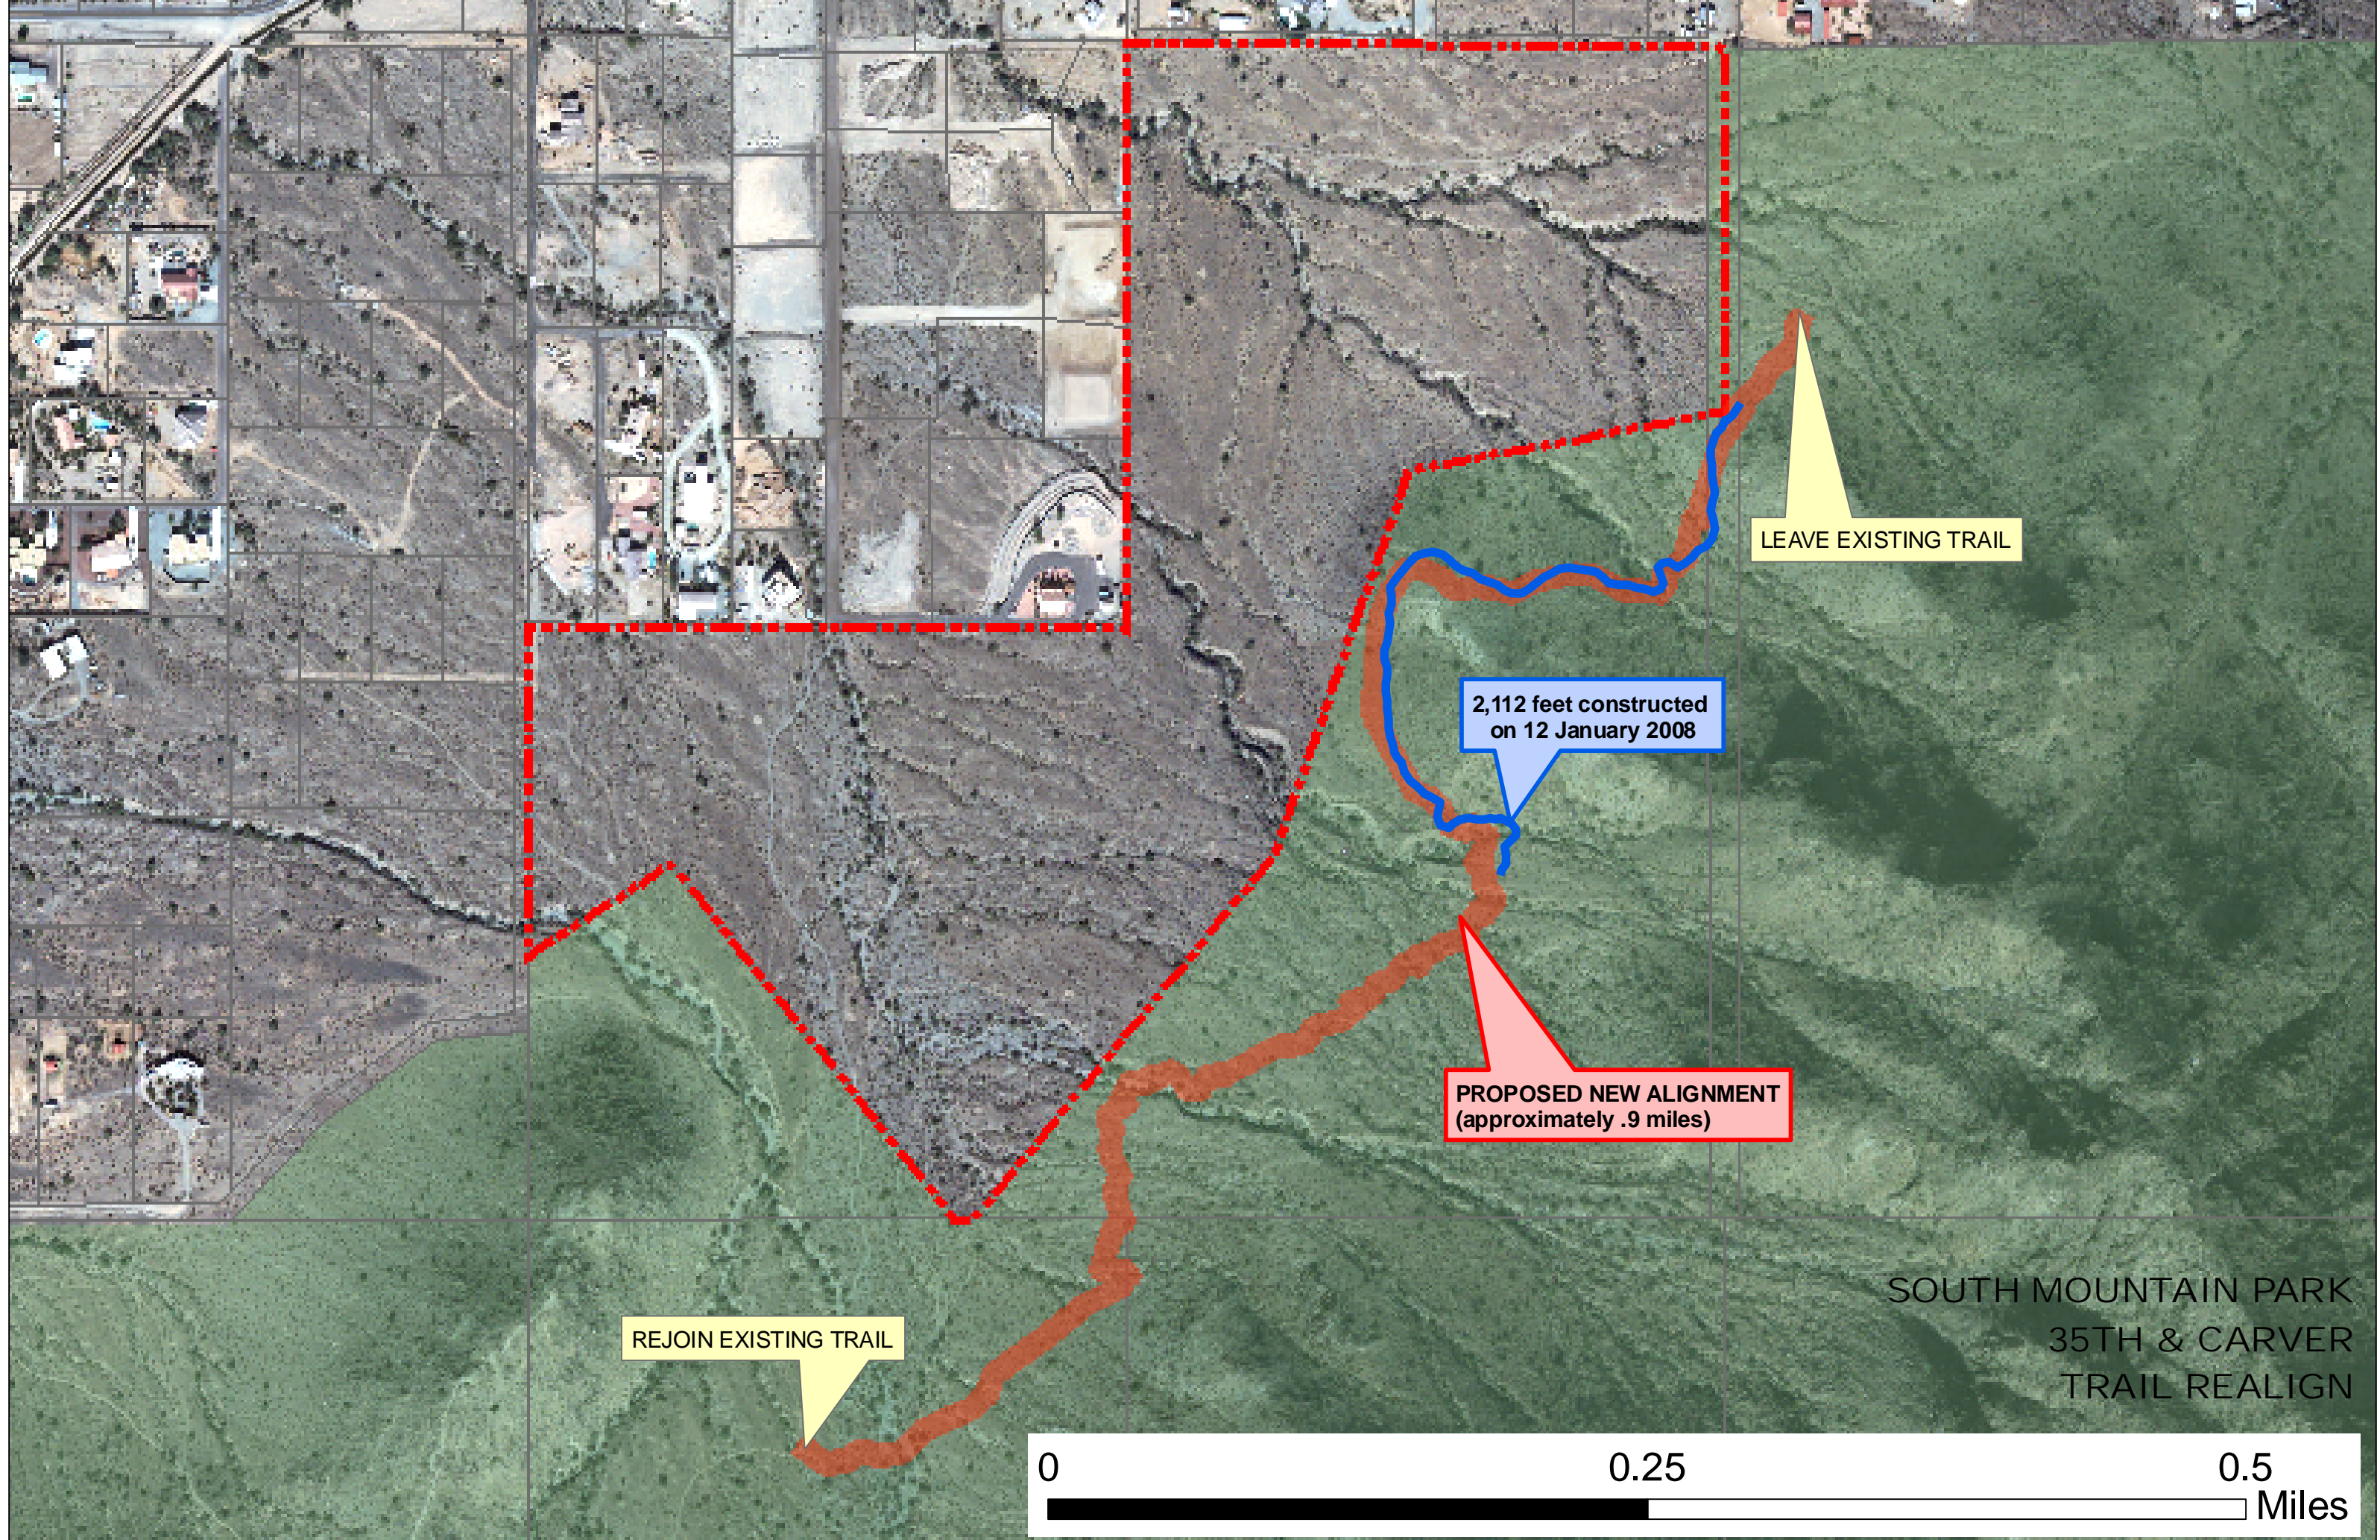 LEAVE EXISTING TRAIL
2,112 feet constructed
on 12 January 2008
PROPOSED NEW ALIGNMENT
(approximately .9 miles)
REJOIN EXISTING TRAIL
SOUTH MOUNTAIN PARK
35TH & CARVER
TRAIL REALIGN
0 0.25 0.5
Miles